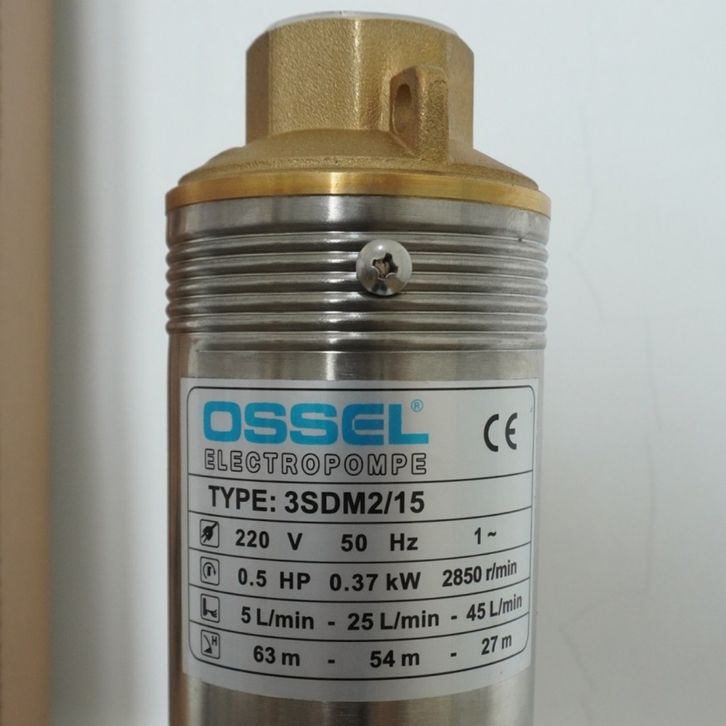 OSSEL®
CE
ELECTROPOMPE
TYPE: 3SDM2/15
220 V 50 Hz 1~
0.5 HP 0.37 kW 2850 r/min
5 L/min - 25 L/min - 45 L/min
H 63 m - 54 m - 27 m